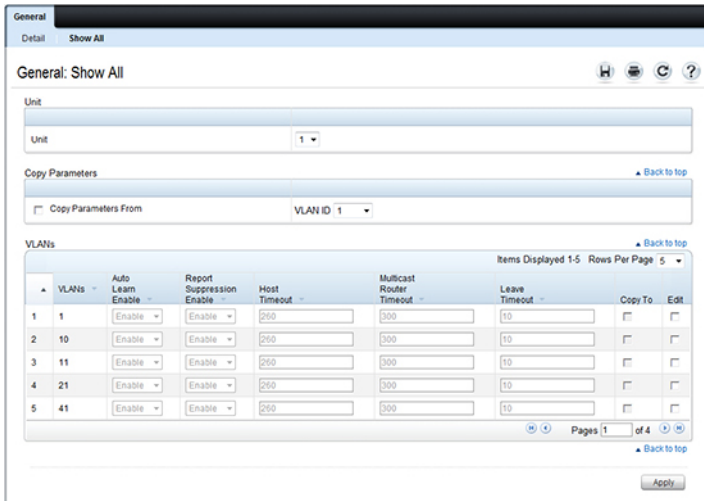 General
Detail Show All
General: Show All
Unit
Unit 1
Copy Parameters ▲ Back to top
Copy Parameters From VLAN ID 1
VLANs ▲ Back to top
Items Displayed 1-5 Rows Per Page 5
VLANs Auto Learn Enable Report Suppression Enable Host Timeout Multicast Router Timeout Leave Timeout Copy To Edit
1 1 Enable Enable 260 300 10
2 10 Enable Enable 260 300 10
3 11 Enable Enable 260 300 10
4 21 Enable Enable 260 300 10
5 41 Enable Enable 260 300 10
Pages 1 of 4
▲ Back to top
Apply